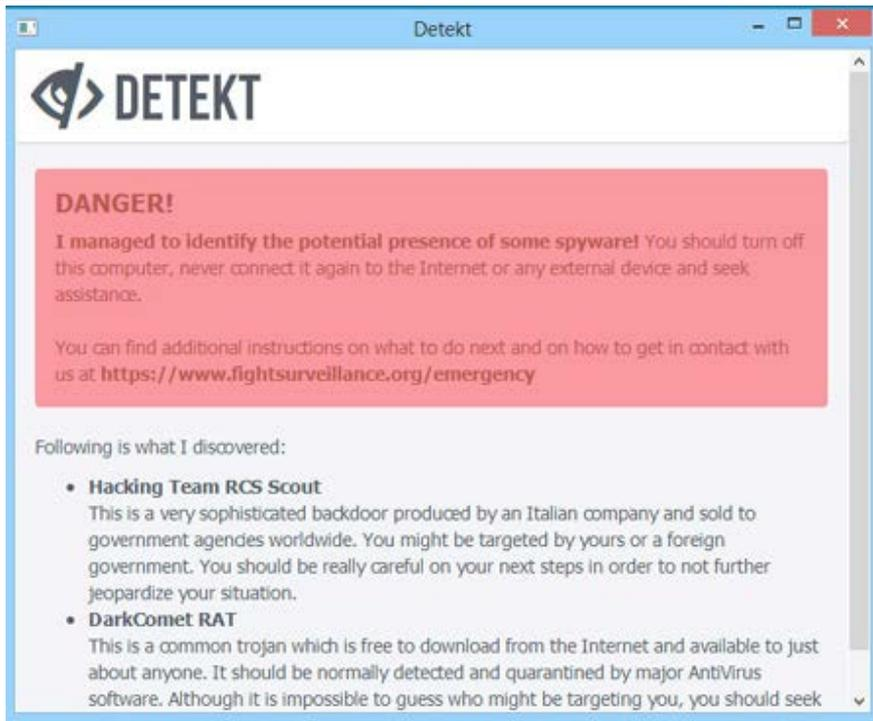 Detekt
DETEKT
DANGER!
I managed to identify the potential presence of some spyware! You should turn off
this computer, never connect it again to the Internet or any external device and seek
assistance.
You can find additional instructions on what to do next and on how to get in contact with
us at https://www.fightsurveillance.org/emergency
Following is what I discovered:
• Hacking Team RCS Scout
This is a very sophisticated backdoor produced by an Italian company and sold to
government agencies worldwide. You might be targeted by yours or a foreign
government. You should be really careful on your next steps in order to not further
jeopardize your situation.
• DarkComet RAT
This is a common trojan which is free to download from the Internet and available to just
about anyone. It should be normally detected and quarantined by major AntiVirus
software. Although it is impossible to guess who might be targeting you, you should seek